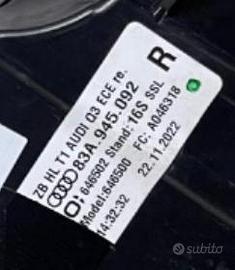 ZB HL T1 AUDI Q3 ECE re.
83A.945.092
R
646502 Stand: 16S SSL
Model: 646500 FC: A046318
14:32:32 22.11.2022
subito